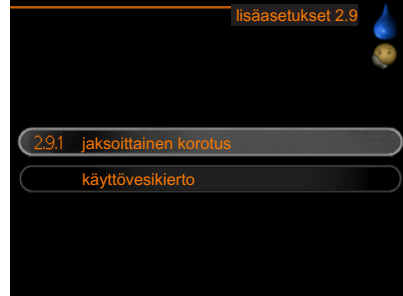 lisäasetukset 2.9
2.9.1 jaksoittainen korotus
käyttövesikierto